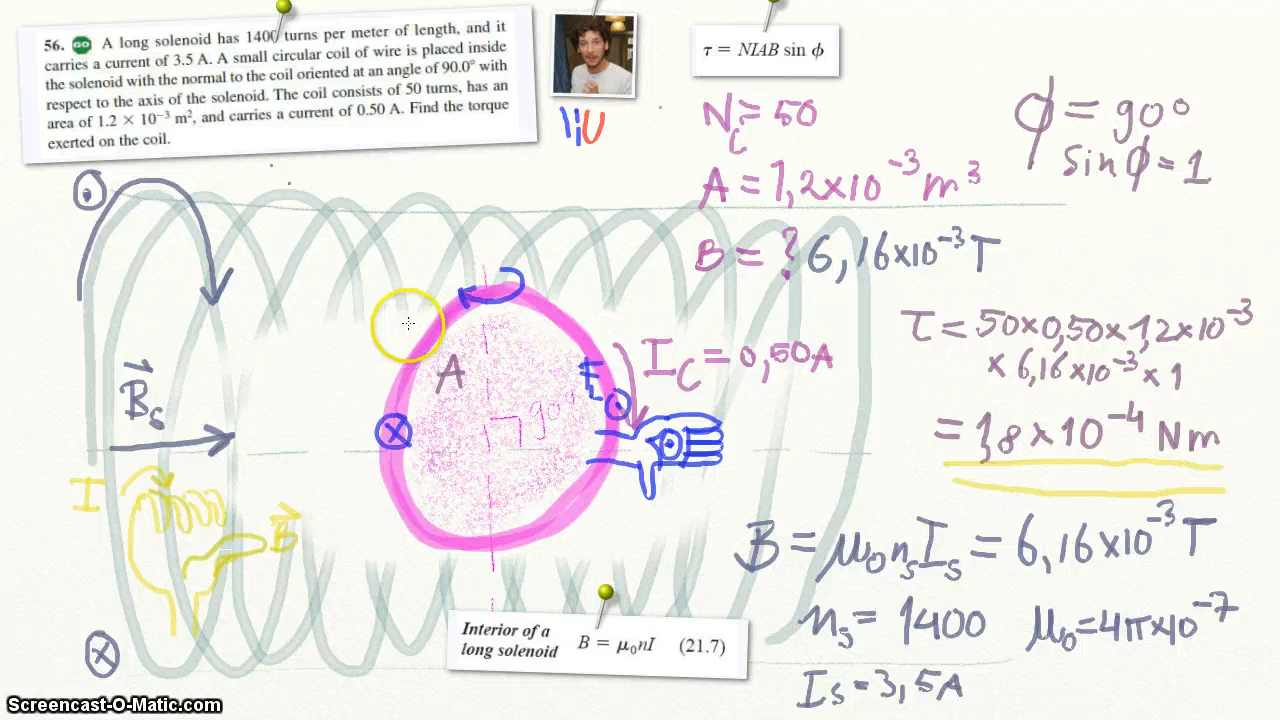 56. GO A long solenoid has 1400 turns per meter of length, and it
carries a current of 3.5 A. A small circular coil of wire is placed inside
the solenoid with the normal to the coil oriented at an angle of 90.0° with
respect to the axis of the solenoid. The coil consists of 50 turns, has an
area of 1.2 × 10⁻³ m², and carries a current of 0.50 A. Find the torque
exerted on the coil.
τ = NIAB sin ϕ
N_c = 50
A = 1,2x10⁻³ m³
B = ? 6,16x10⁻³ T
ϕ = 90°
sin ϕ = 1
I_c = 0,50A
A
90°
B⃗_s
I
B⃗
τ = 50x0,50x1,2x10⁻³
x 6,16x10⁻³ x 1
= 1,8 x 10⁻⁴ Nm
B = μ₀n_sI_s = 6,16x10⁻³ T
n_s = 1400 μ₀=4πx10⁻⁷
I_s = 3,5A
Interior of a
long solenoid B = μ₀nI (21.7)
Screencast-O-Matic.com